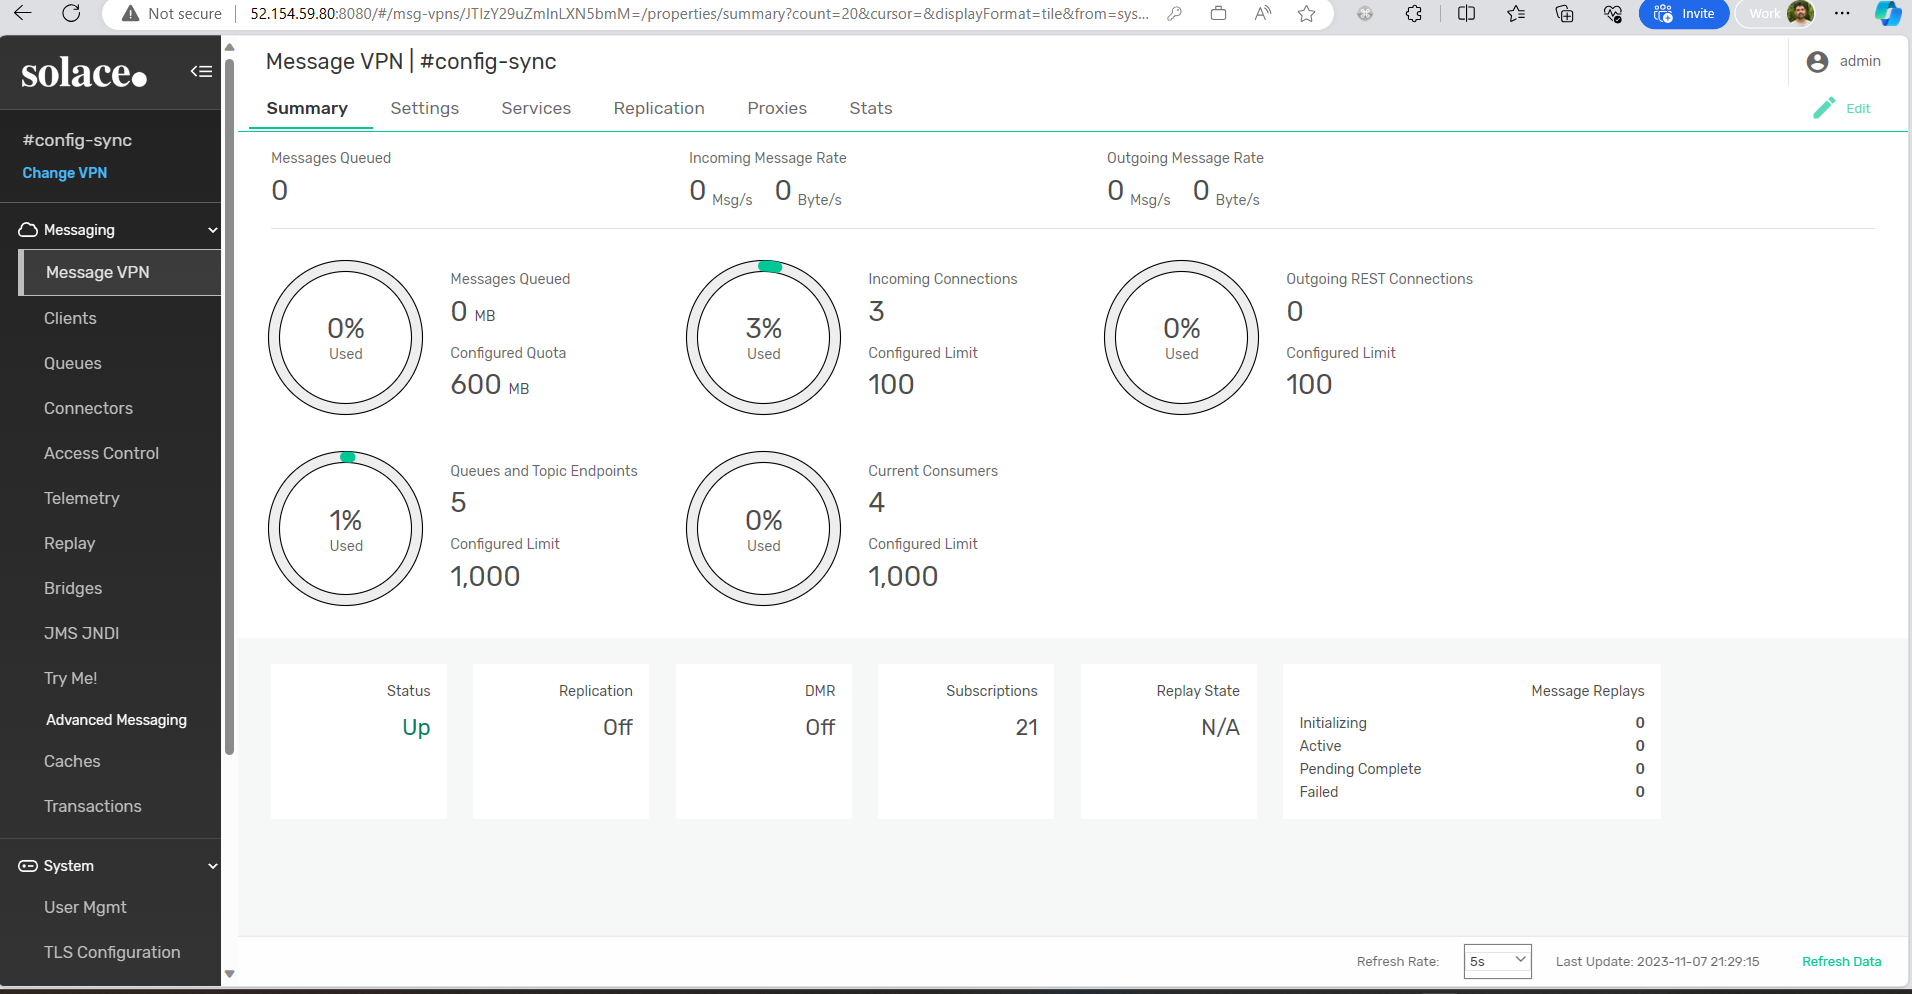 Not secure
52.154.59.80:8080/#/msg-vpns/JTIzY29uZmlnLXN5bmM=/properties/summary?count=20&cursor=&displayFormat=tile&from=sys...
Invite
Work
solace.
#config-sync
Change VPN
Messaging
Message VPN
Clients
Queues
Connectors
Access Control
Telemetry
Replay
Bridges
JMS JNDI
Try Me!
Advanced Messaging
Caches
Transactions
System
User Mgmt
TLS Configuration
Message VPN | #config-sync
admin
Summary Settings Services Replication Proxies Stats
Edit
Messages Queued
0
Incoming Message Rate
0 Msg/s 0 Byte/s
Outgoing Message Rate
0 Msg/s 0 Byte/s
0%
Used
Messages Queued
0 MB
Configured Quota
600 MB
3%
Used
Incoming Connections
3
Configured Limit
100
0%
Used
Outgoing REST Connections
0
Configured Limit
100
1%
Used
Queues and Topic Endpoints
5
Configured Limit
1,000
0%
Used
Current Consumers
4
Configured Limit
1,000
Status
Up
Replication
Off
DMR
Off
Subscriptions
21
Replay State
N/A
Message Replays
Initializing 0
Active 0
Pending Complete 0
Failed 0
Refresh Rate: 5s Last Update: 2023-11-07 21:29:15 Refresh Data